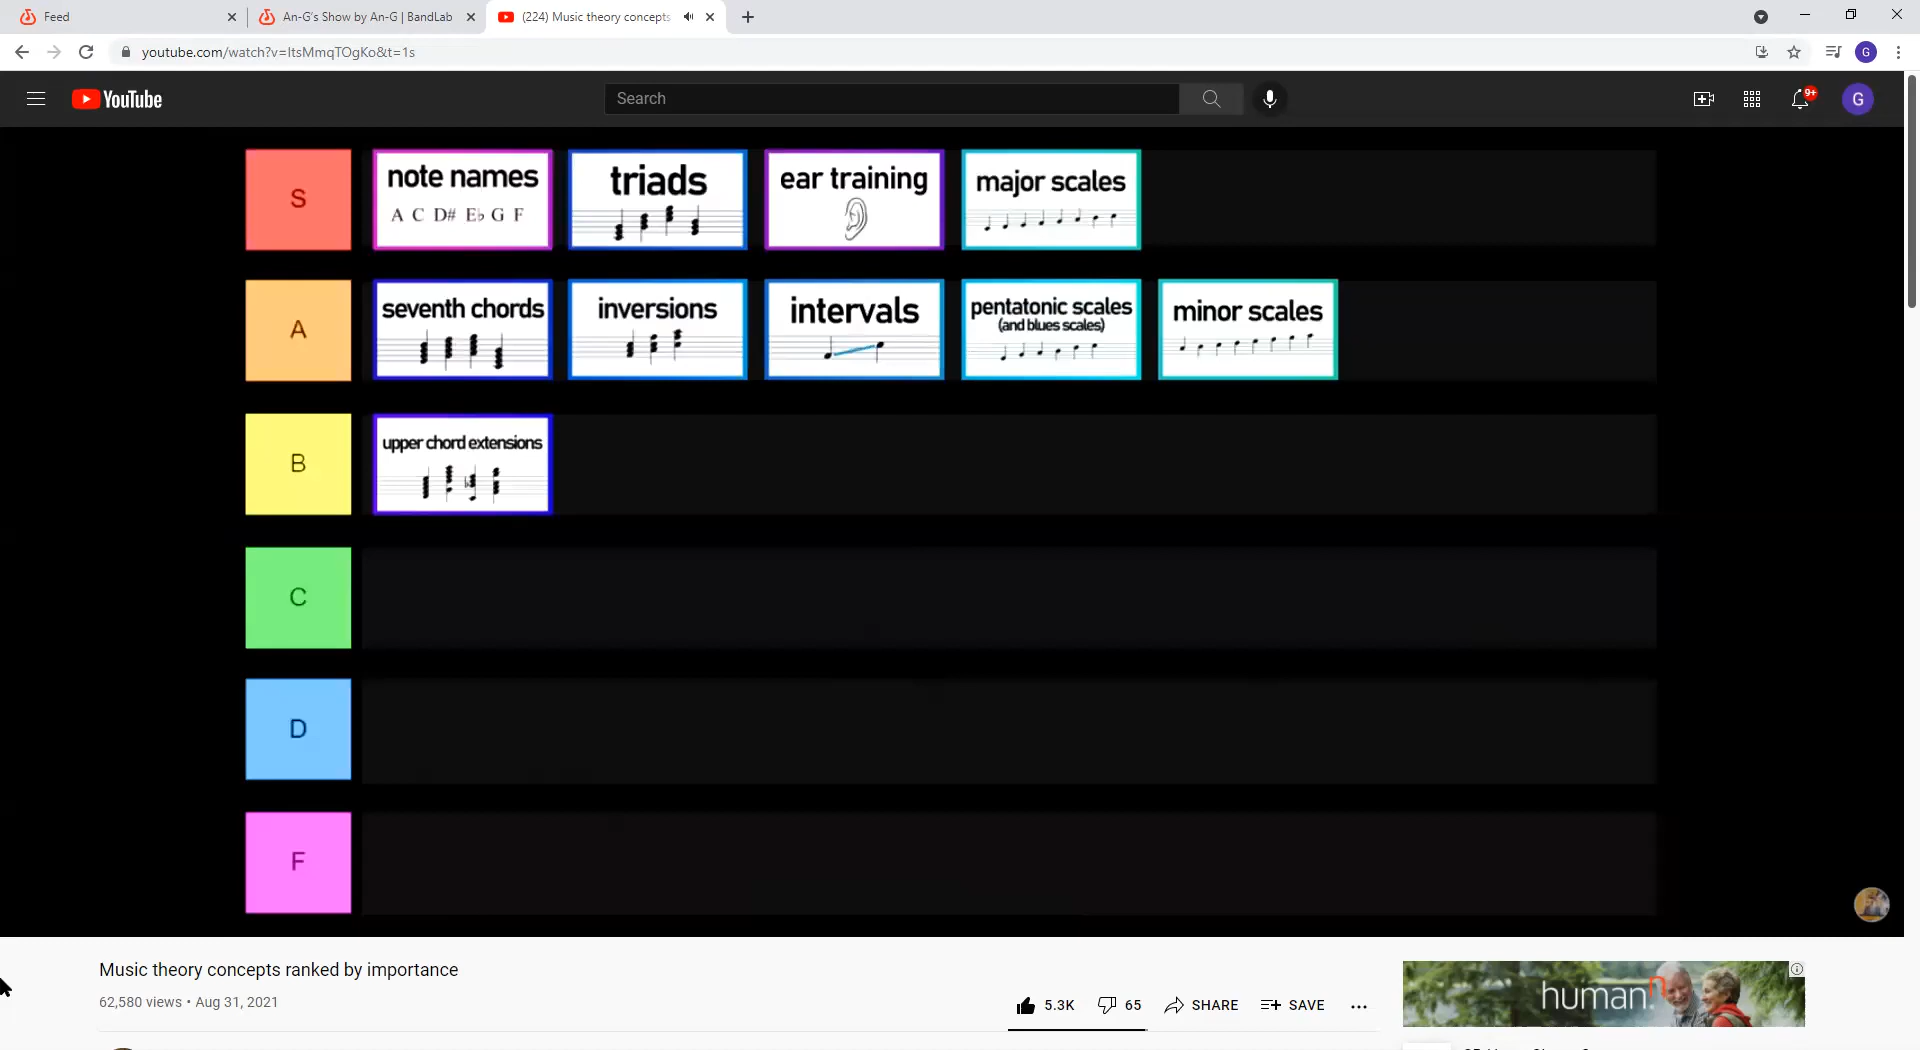 Feed
An-G's Show by An-G | BandLab
(224) Music theory concepts
youtube.com/watch?v=ItsMmqTOgKo&t=1s
G
YouTube
Search
9+
G
S
note names
A C D# E♭ G F
triads
ear training
major scales
A
seventh chords
inversions
intervals
pentatonic scales
(and blues scales)
minor scales
B
upper chord extensions
C
D
F
Music theory concepts ranked by importance
62,580 views • Aug 31, 2021
5.3K
65
SHARE
SAVE
humann